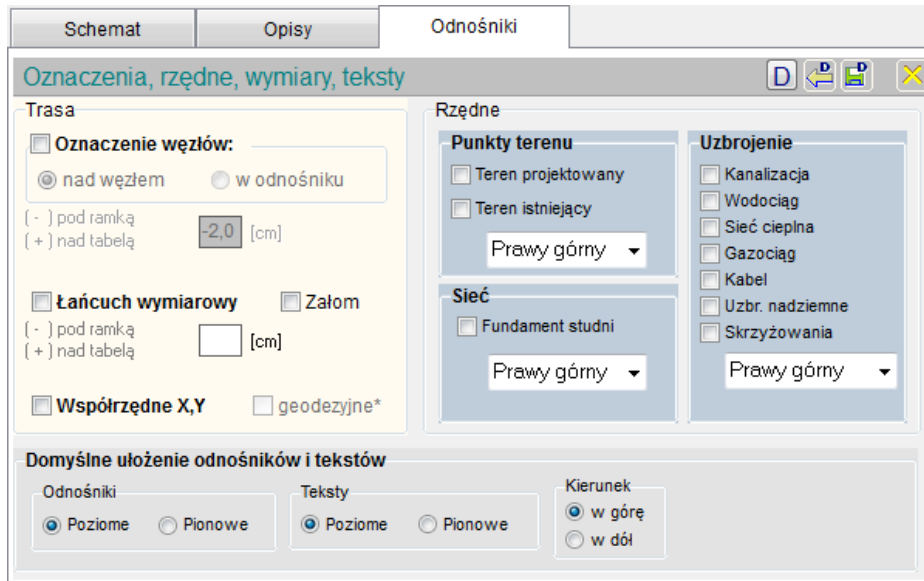 Schemat
Opisy
Odnośniki
Oznaczenia, rzędne, wymiary, teksty
D
D
D
Trasa
Oznaczenie węzłów:
nad węzłem
w odnośniku
( - ) pod ramką
( + ) nad tabelą
-2,0
[cm]
Łańcuch wymiarowy
Załom
( - ) pod ramką
( + ) nad tabelą
[cm]
Współrzędne X,Y
geodezyjne*
Rzędne
Punkty terenu
Teren projektowany
Teren istniejący
Prawy górny
Sieć
Fundament studni
Prawy górny
Uzbrojenie
Kanalizacja
Wodociąg
Sieć cieplna
Gazociąg
Kabel
Uzbr. nadziemne
Skrzyżowania
Prawy górny
Domyślne ułożenie odnośników i tekstów
Odnośniki
Poziome
Pionowe
Teksty
Poziome
Pionowe
Kierunek
w górę
w dół